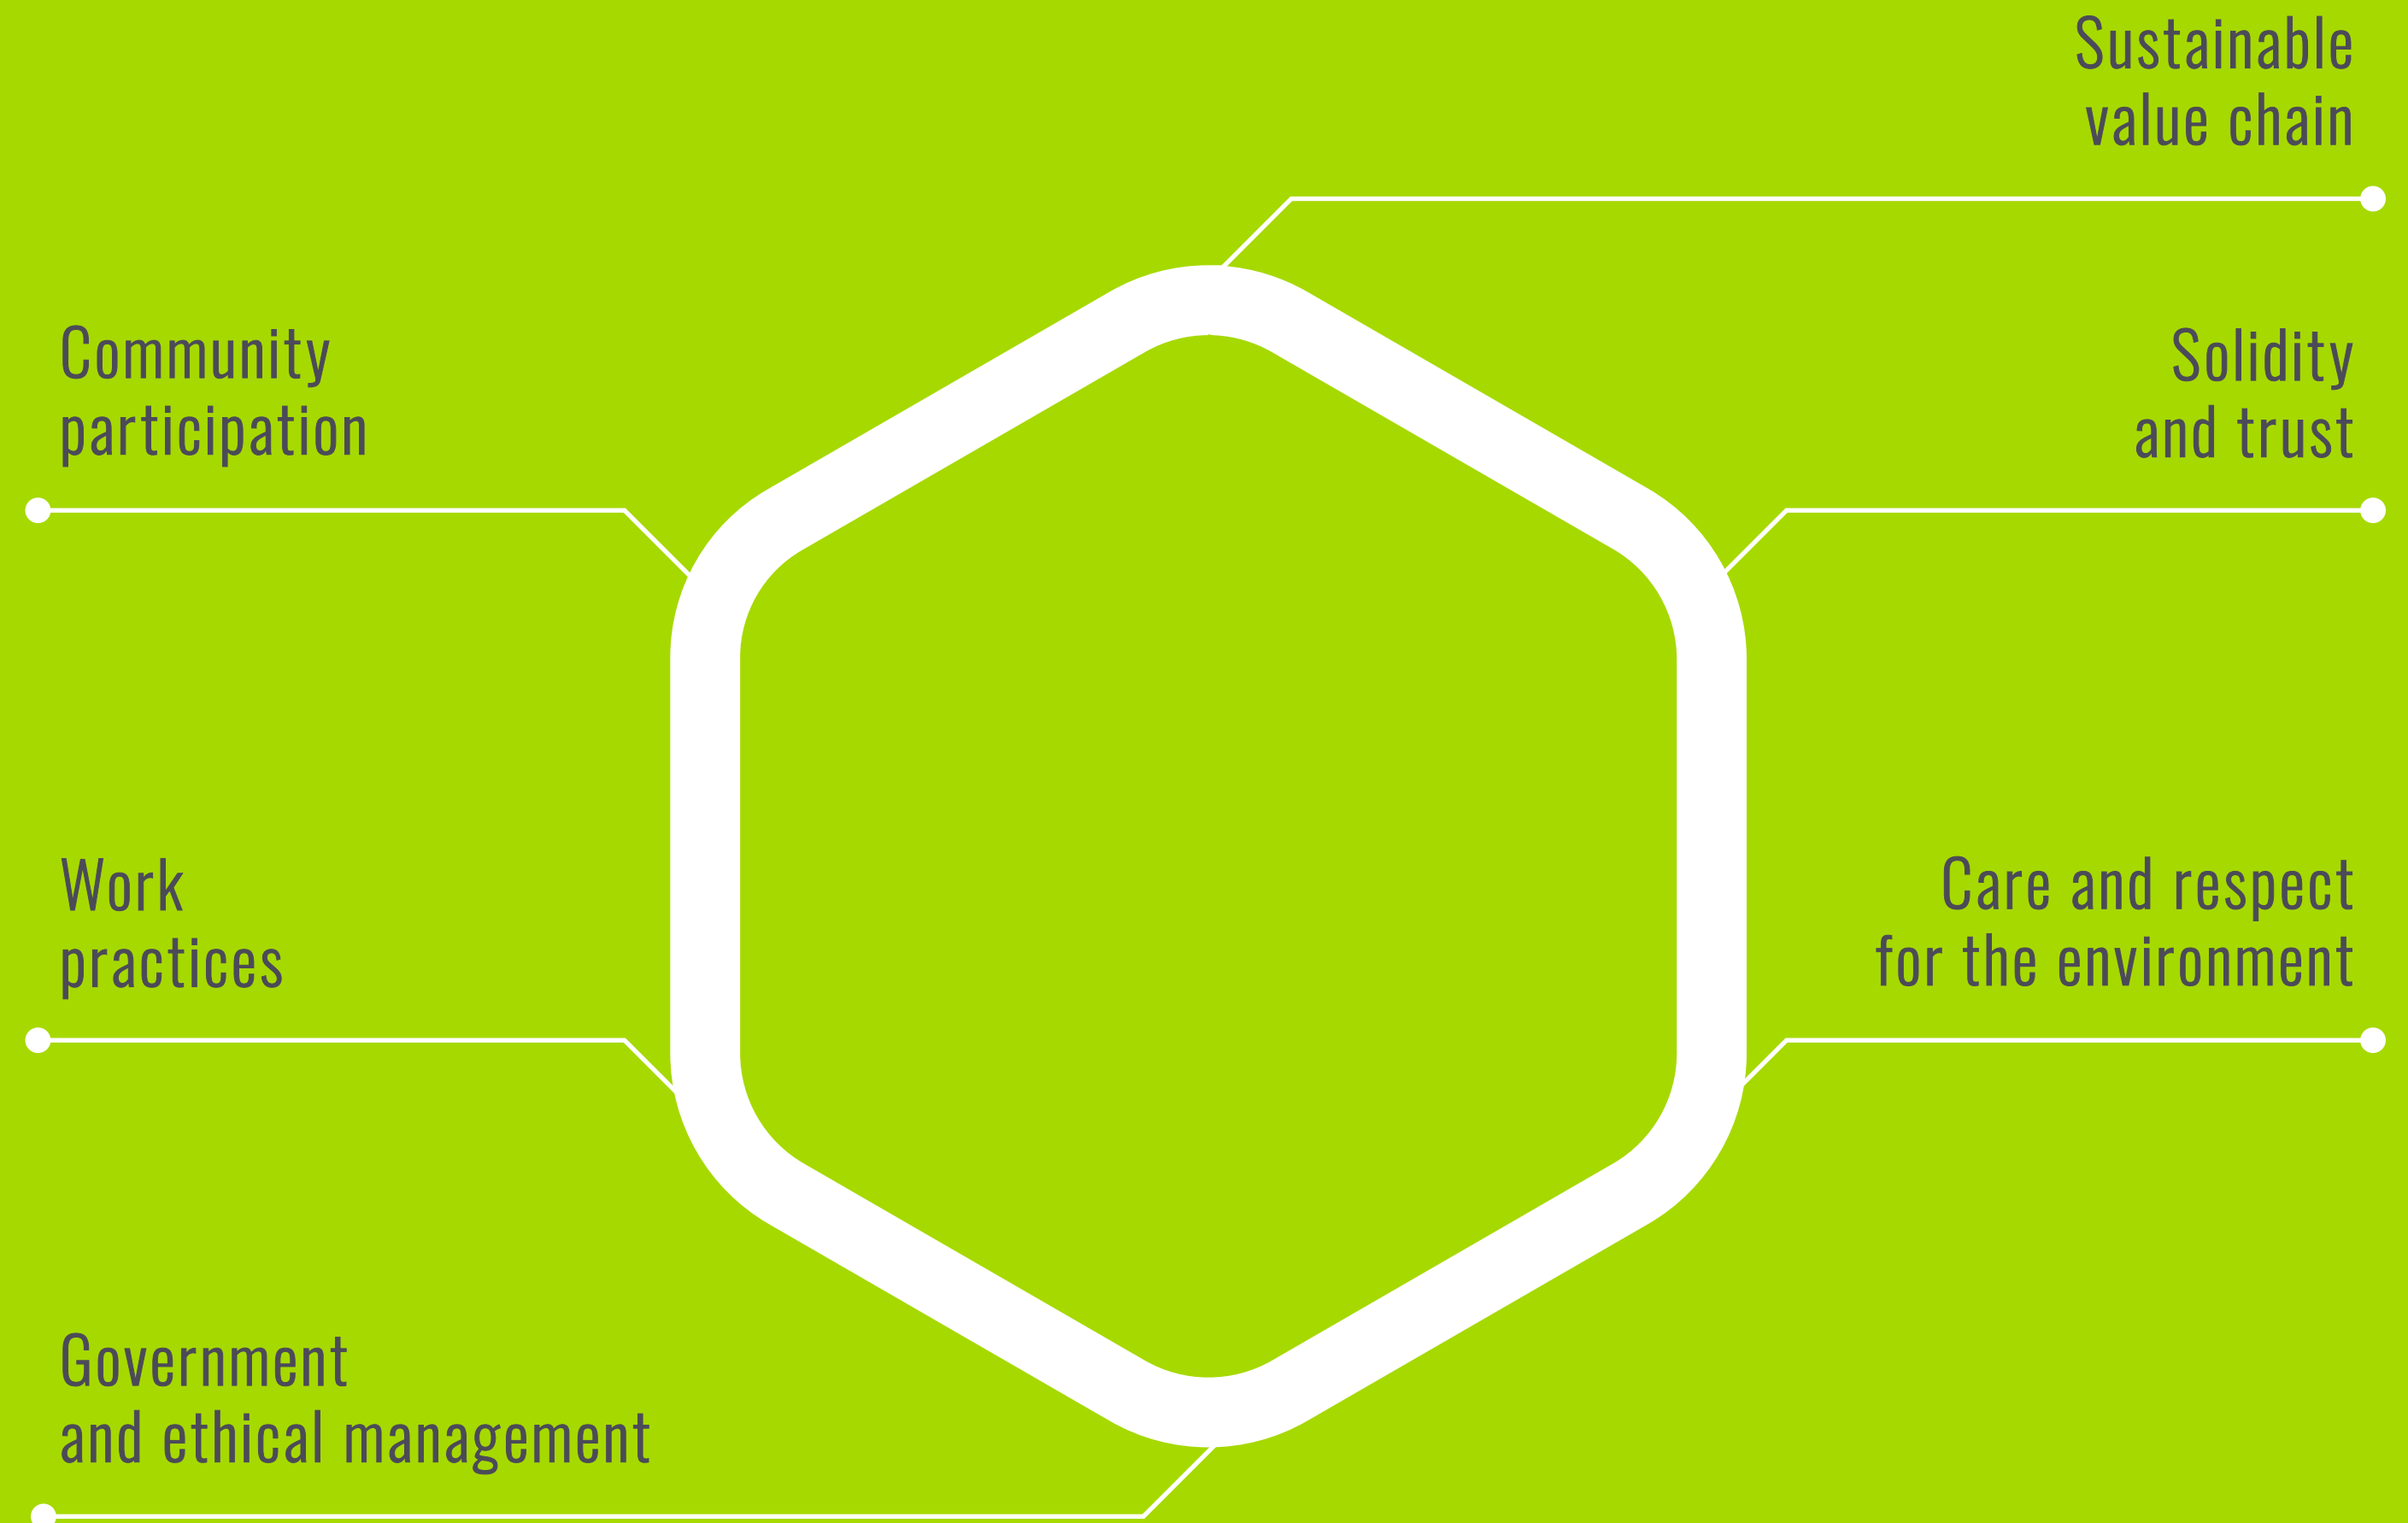 Sustainable
value chain
Community
participation
Solidity
and trust
Work
practices
Care and respect
for the environment
Government
and ethical management